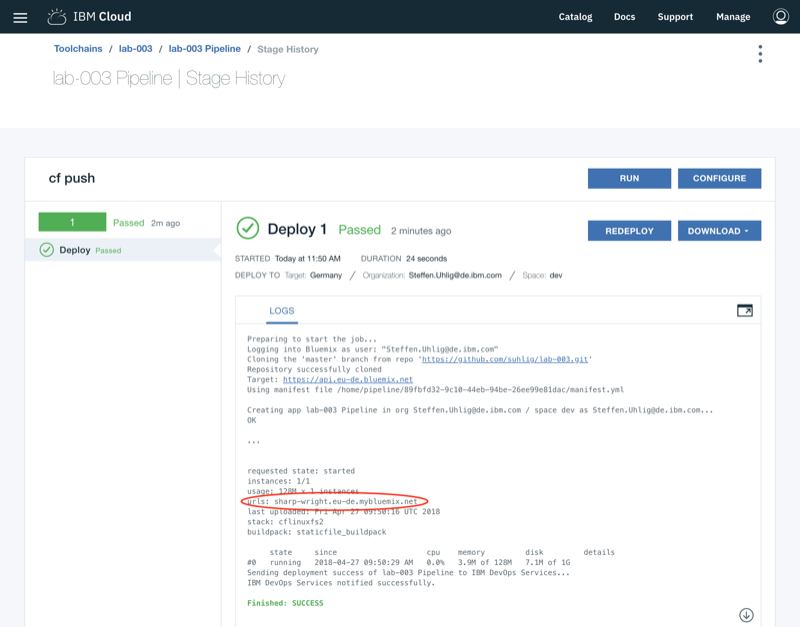 IBM Cloud
Catalog Docs Support Manage
Toolchains / lab-003 / lab-003 Pipeline / Stage History
lab-003 Pipeline | Stage History
cf push
RUN CONFIGURE
1 Passed 2m ago
Deploy Passed
Deploy 1 Passed 2 minutes ago
REDEPLOY DOWNLOAD
STARTED Today at 11:50 AM DURATION 24 seconds
DEPLOY TO Target: Germany / Organization: Steffen.Uhlig@de.ibm.com / Space: dev
LOGS
Preparing to start the job...
Logging into Bluemix as user: "Steffen.Uhlig@de.ibm.com"
Cloning the 'master' branch from repo 'https://github.com/suhlig/lab-003.git'
Repository successfully cloned
Target: https://api.eu-de.bluemix.net
Using manifest file /home/pipeline/89fbfd32-9c10-44eb-94be-26ee99e81dac/manifest.yml
Creating app lab-003 Pipeline in org Steffen.Uhlig@de.ibm.com / space dev as Steffen.Uhlig@de.ibm.com...
OK
...
requested state: started
instances: 1/1
usage: 128M x 1 instances
urls: sharp-wright.eu-de.mybluemix.net
last uploaded: Fri Apr 27 09:50:16 UTC 2018
stack: cflinuxfs2
buildpack: staticfile_buildpack
state since cpu memory disk details
#0 running 2018-04-27 09:50:29 AM 0.0% 3.9M of 128M 7.1M of 1G
Sending deployment success of lab-003 Pipeline to IBM DevOps Services...
IBM DevOps Services notified successfully.
Finished: SUCCESS